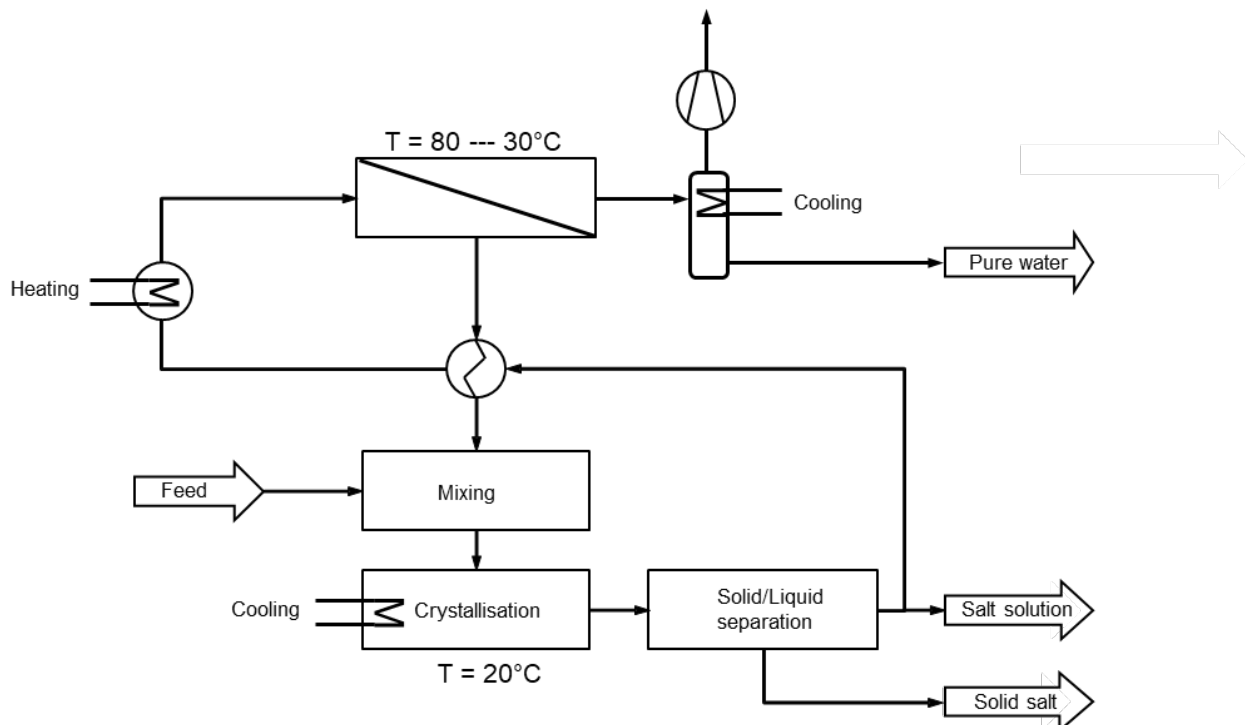 T = 80 --- 30°C
Cooling
Pure water
Heating
Feed
Mixing
Cooling
Crystallisation
Solid/Liquid
separation
Salt solution
T = 20°C
Solid salt